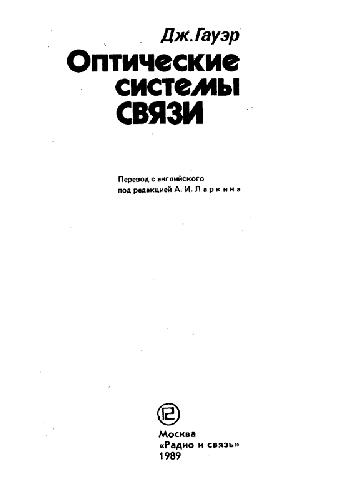 Дж. Гауэр
Оптические
системы
СВЯЗИ
Перевод с английского
под редакцией А. И. Ларкина
Москва
«Радио и связь»
1989